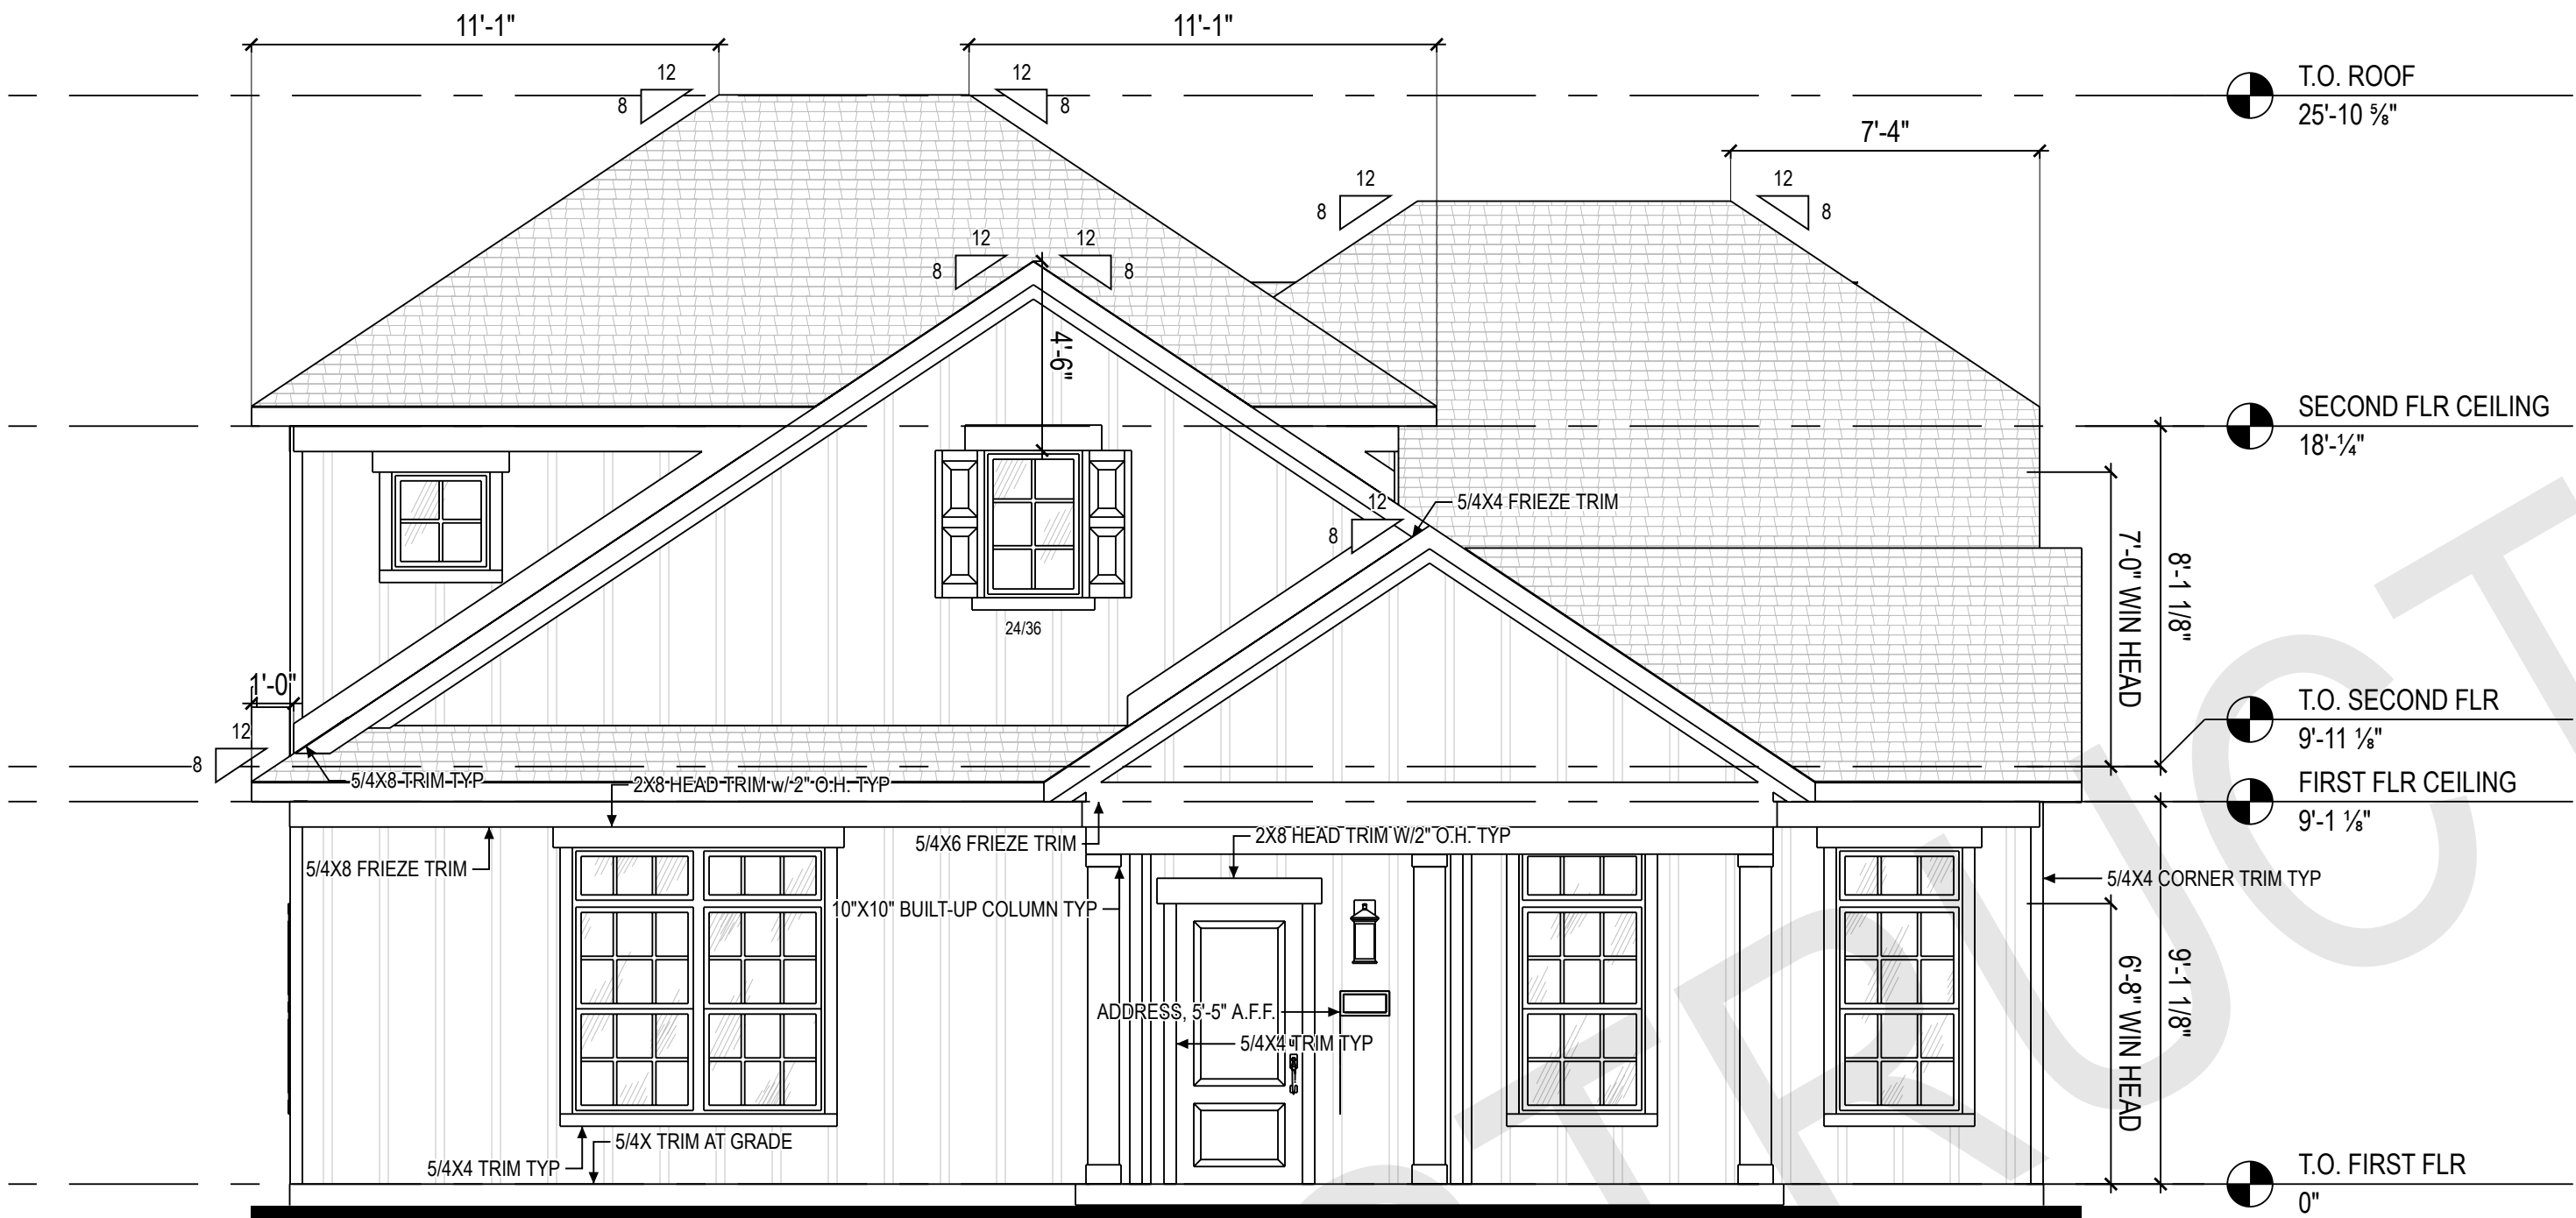 11'-1"
11'-1"
12
8
12
8
T.O. ROOF
25'-10 ⅝"
7'-4"
12
8
12
8
12
8
12
8
4'-6"
SECOND FLR CEILING
18'-¼"
12
8
5/4X4 FRIEZE TRIM
7'-0" WIN HEAD
8'-1 1/8"
24/36
1'-0"
12
8
T.O. SECOND FLR
9'-11 ⅛"
5/4X8 TRIM TYP
2X8 HEAD TRIM w/ 2" O.H. TYP
FIRST FLR CEILING
9'-1 ⅛"
5/4X8 FRIEZE TRIM
5/4X6 FRIEZE TRIM
2X8 HEAD TRIM W/2" O.H. TYP
5/4X4 CORNER TRIM TYP
10"X10" BUILT-UP COLUMN TYP
6'-8" WIN HEAD
9'-1 1/8"
ADDRESS, 5'-5" A.F.F.
5/4X4 TRIM TYP
5/4X TRIM AT GRADE
5/4X4 TRIM TYP
T.O. FIRST FLR
0"
TRUCT